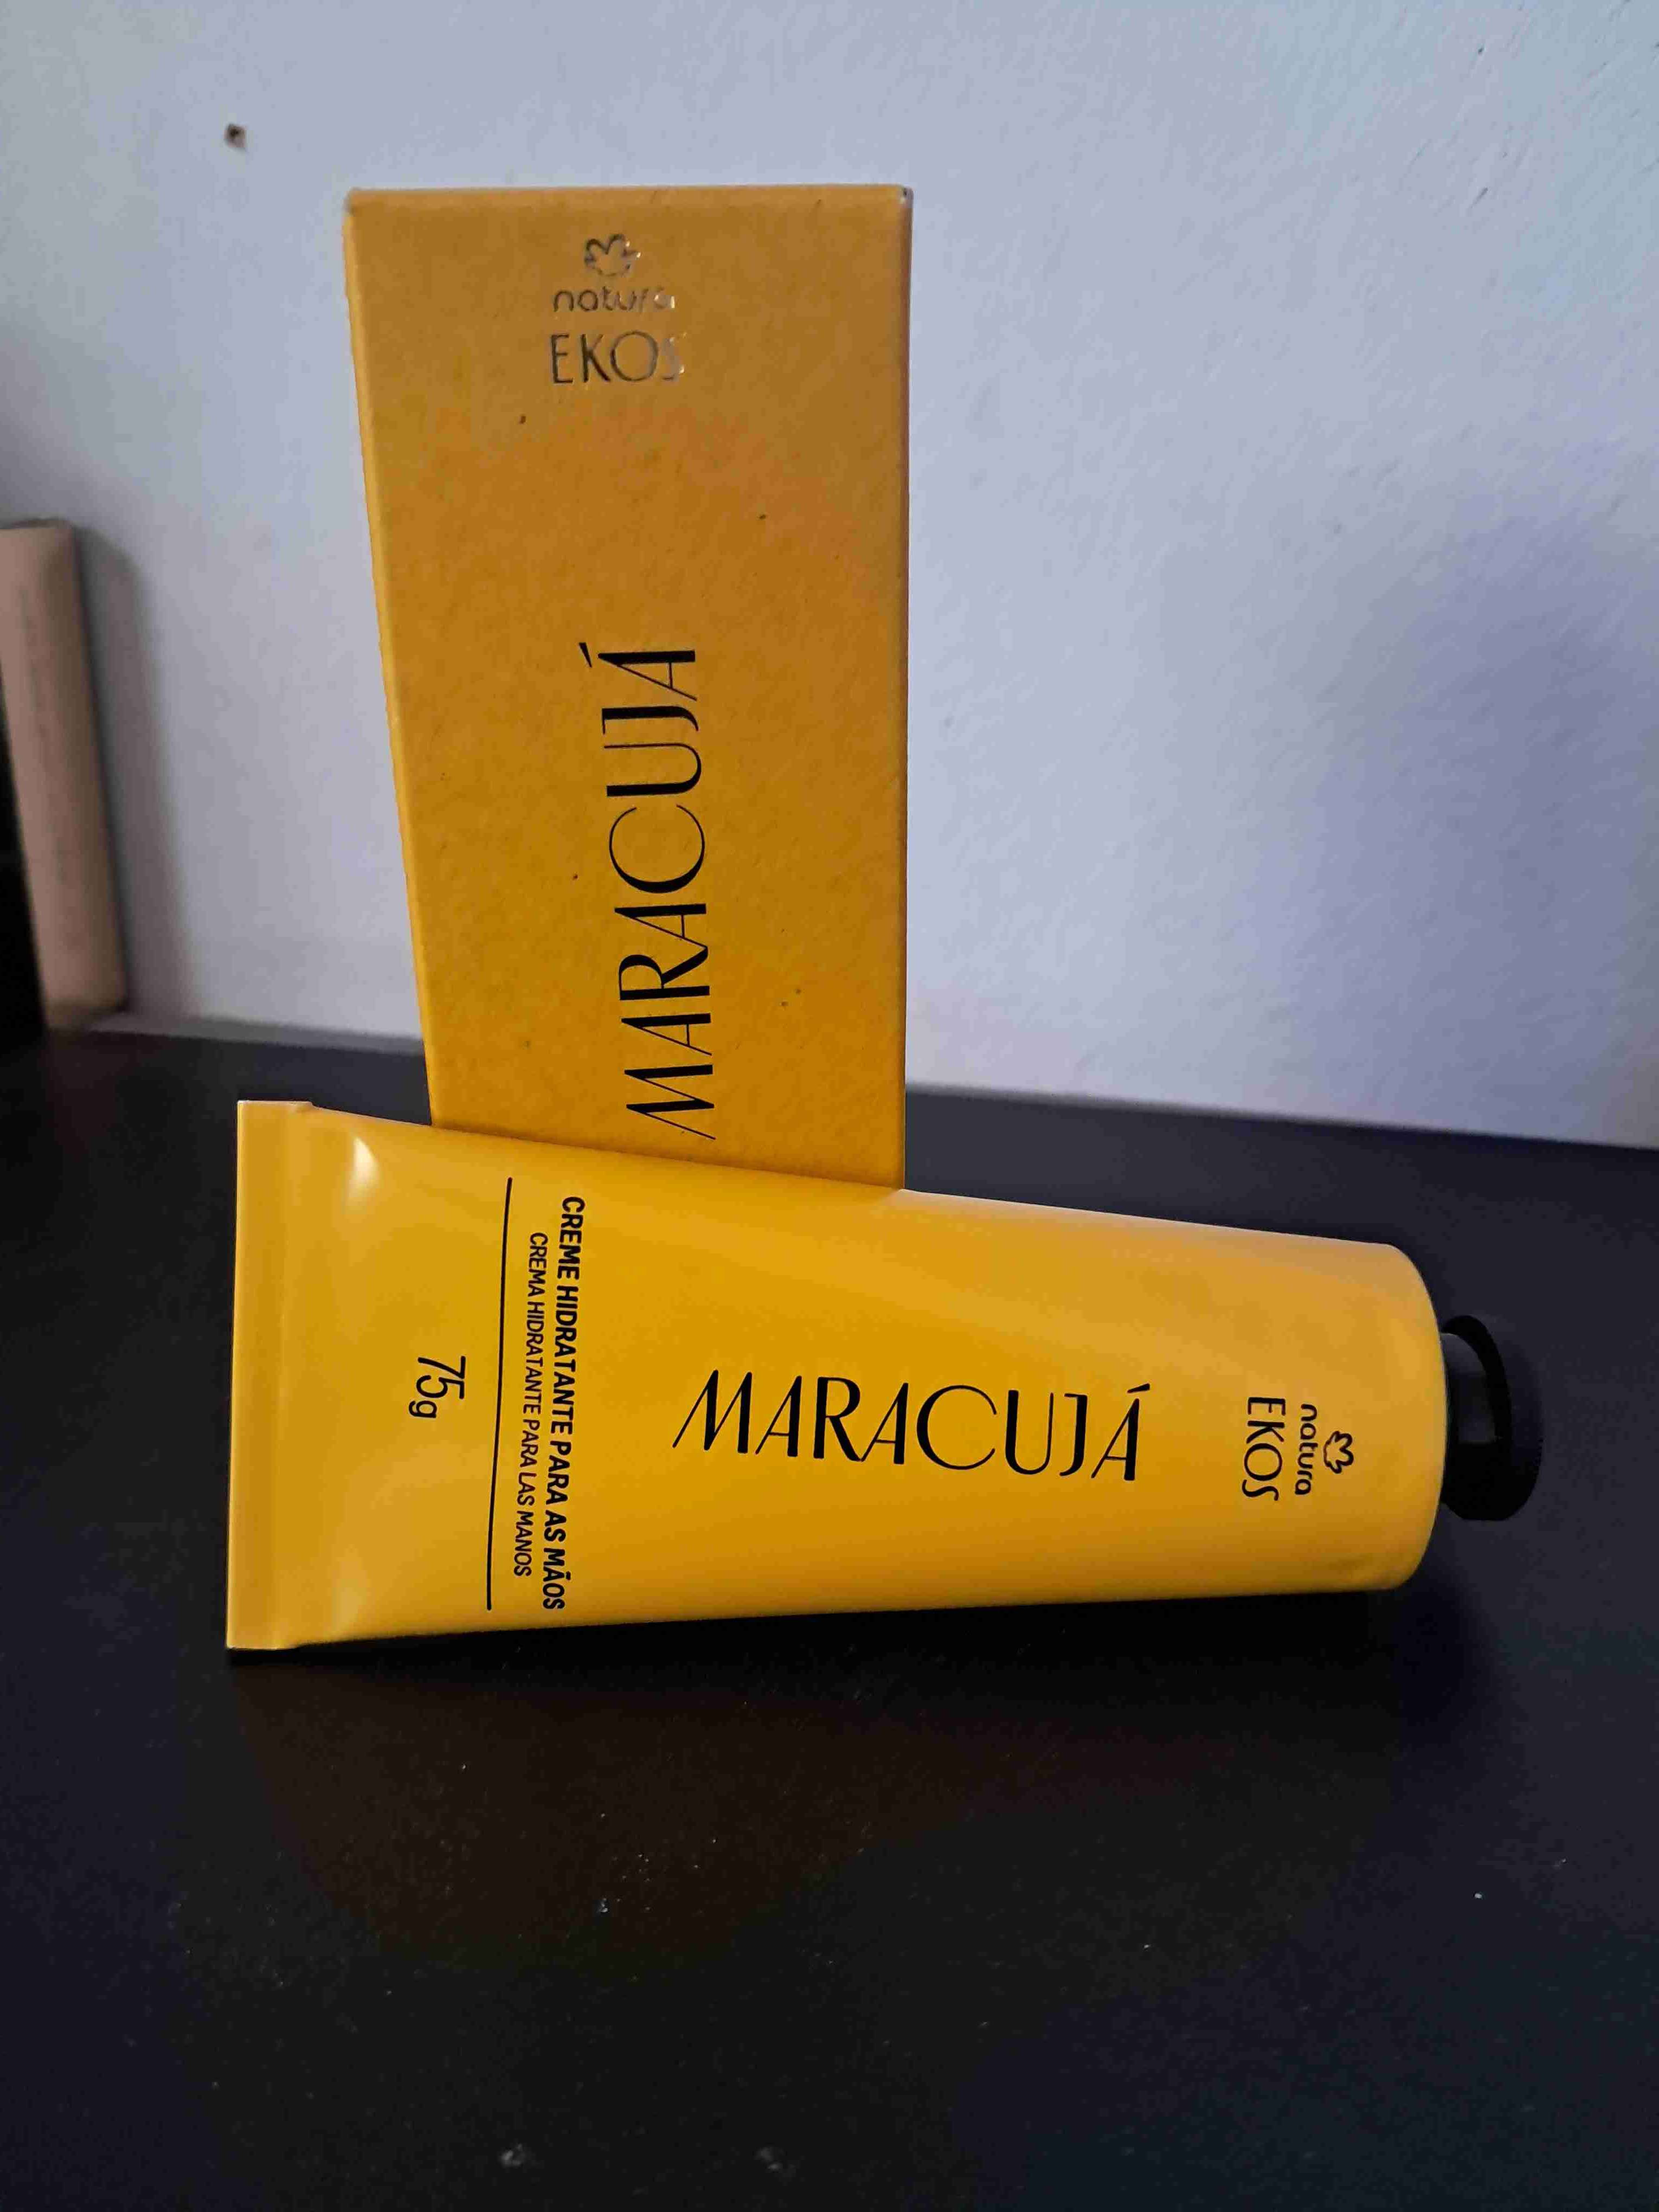 natura
EKOS
MARACUJÁ
natura
EKOS
MARACUJÁ
CREME HIDRATANTE PARA AS MÃOS
CREMA HIDRATANTE PARA LAS MANOS
75g